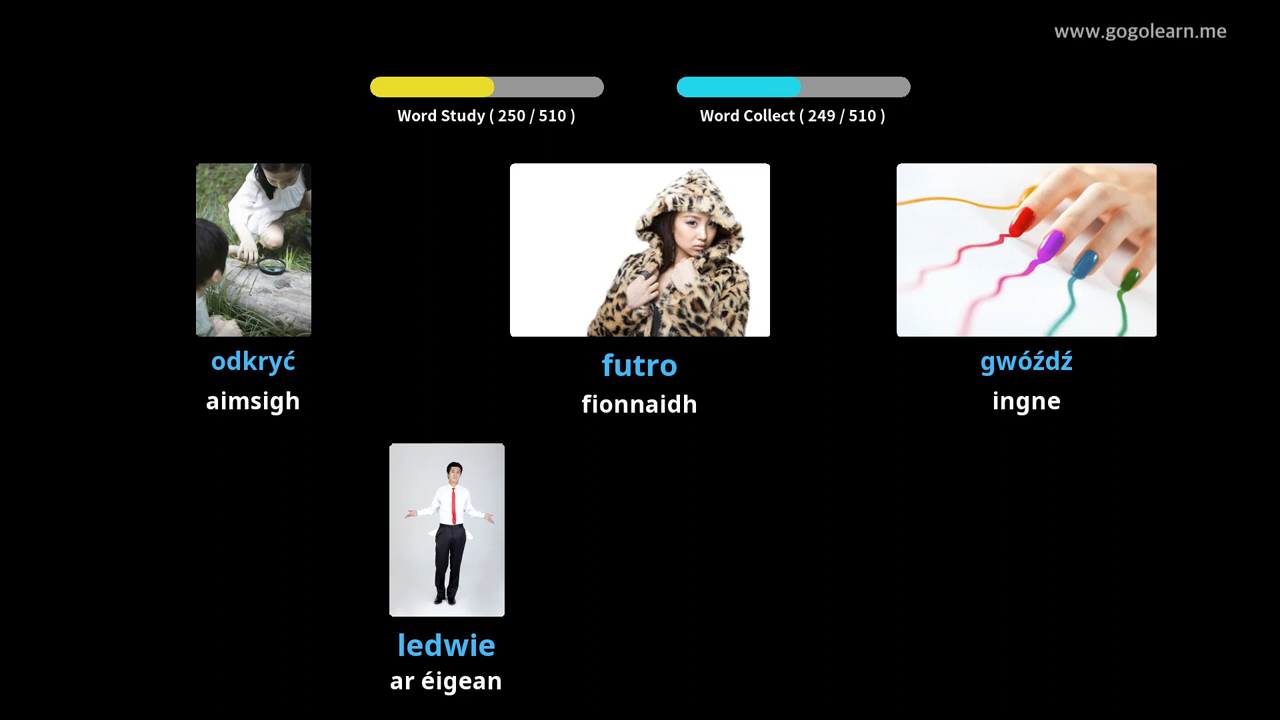 www.gogolearn.me
Word Study ( 250 / 510 )
Word Collect ( 249 / 510 )
odkryć
aimsigh
futro
fionnaidh
gwóźdź
ingne
ledwie
ar éigean